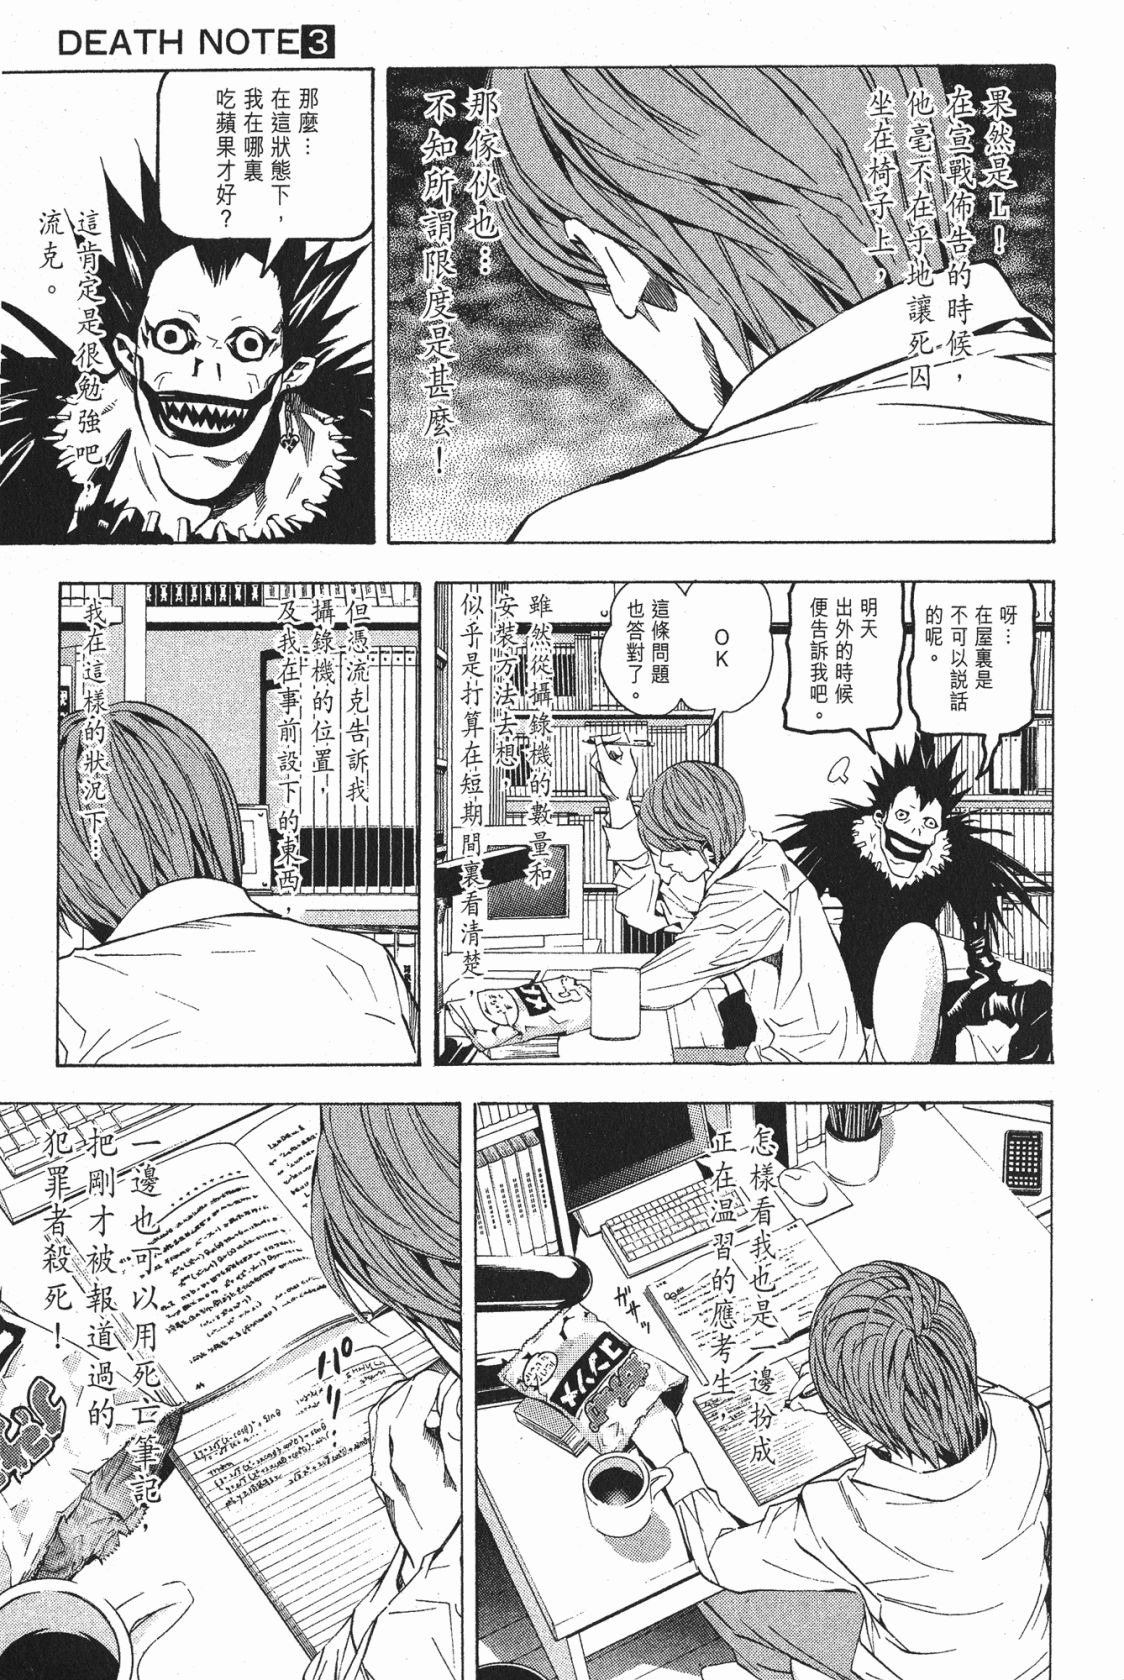 DEATH NOTE 3
果然是L！
在宣戰佈告的時候，
他毫不在乎地讓死囚
坐在椅子上，
那傢伙也…
不知所謂限度是甚麼！
那麼…
在這狀態下，
我在哪裏
吃蘋果才好？
這肯定是很勉強吧，
流克。
呀…
在屋裏是
不可以説話
的呢。
明天
出外的時候
便告訴我吧。
OK
這條問題
也答對了。
雖然從攝錄機的數量和
安裝方法去想，
似乎是打算在短期間裏看清楚，
但憑流克告訴我
攝錄機的位置，
及我在事前設下的東西，
我在這樣的狀況下…
怎樣看我也是一邊扮成
正在温習的應考生，
ガサッ
コンソメ
一邊也可以用死亡筆記，
把剛才被報道過的
犯罪者殺死！